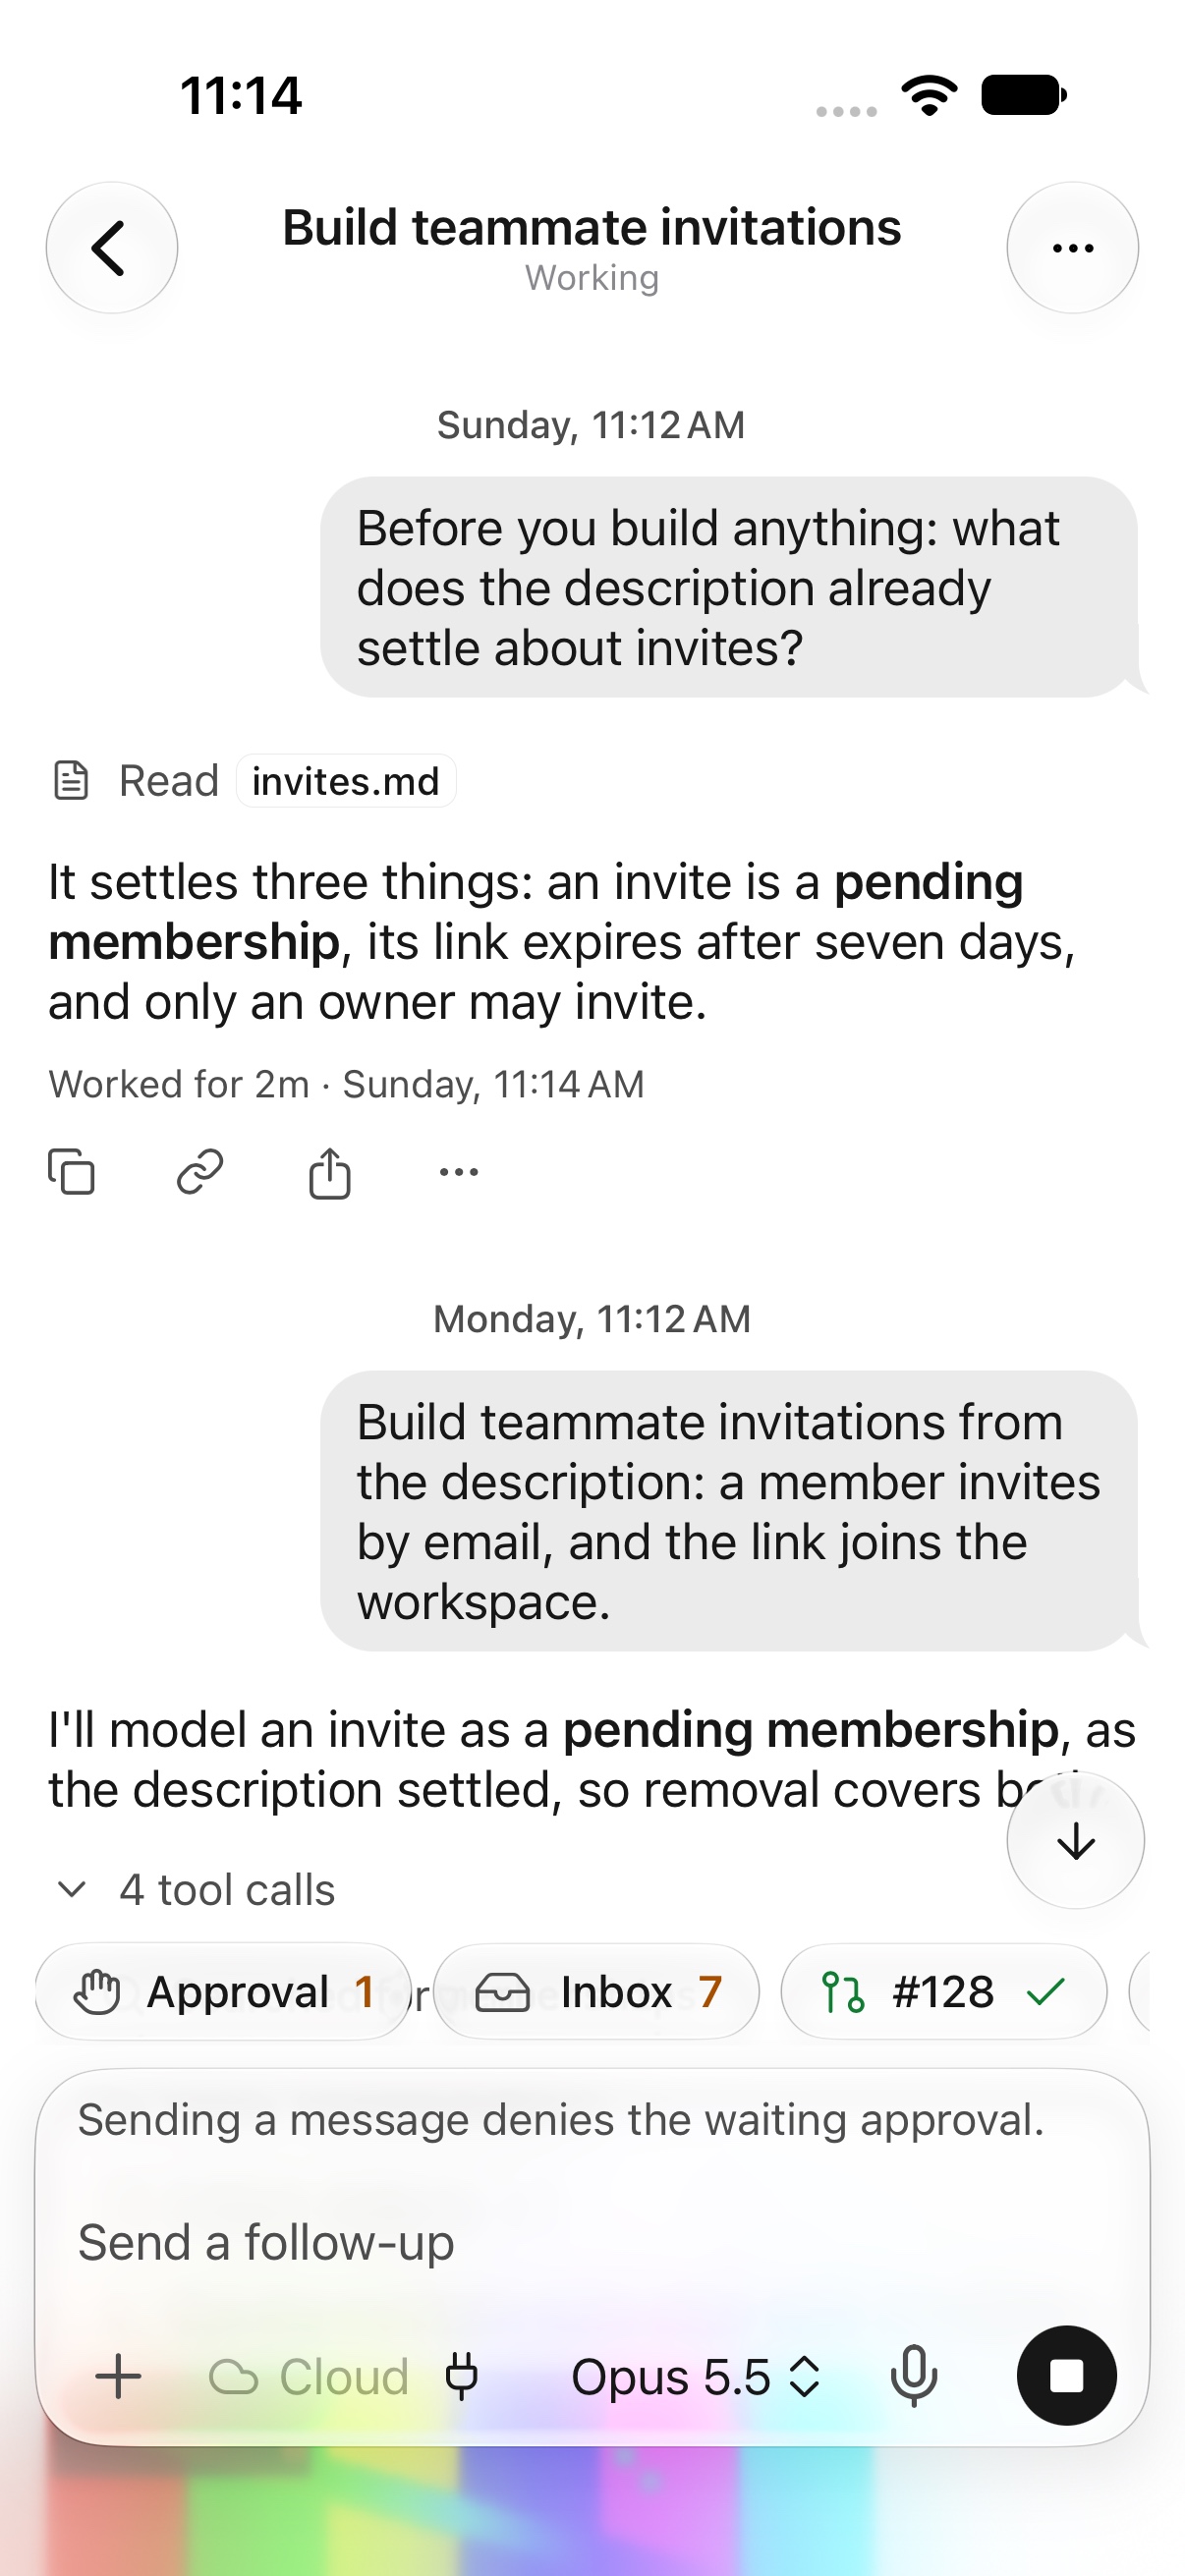 11:14
Build teammate invitations
Working
Sunday, 11:12 AM
Before you build anything: what
does the description already
settle about invites?
Read invites.md
It settles three things: an invite is a pending
membership, its link expires after seven days,
and only an owner may invite.
Worked for 2m · Sunday, 11:14 AM
Monday, 11:12 AM
Build teammate invitations from
the description: a member invites
by email, and the link joins the
workspace.
I'll model an invite as a pending membership, as
the description settled, so removal covers
4 tool calls
Approval 1
Inbox 7
#128
Sending a message denies the waiting approval.
Send a follow-up
Cloud
Opus 5.5